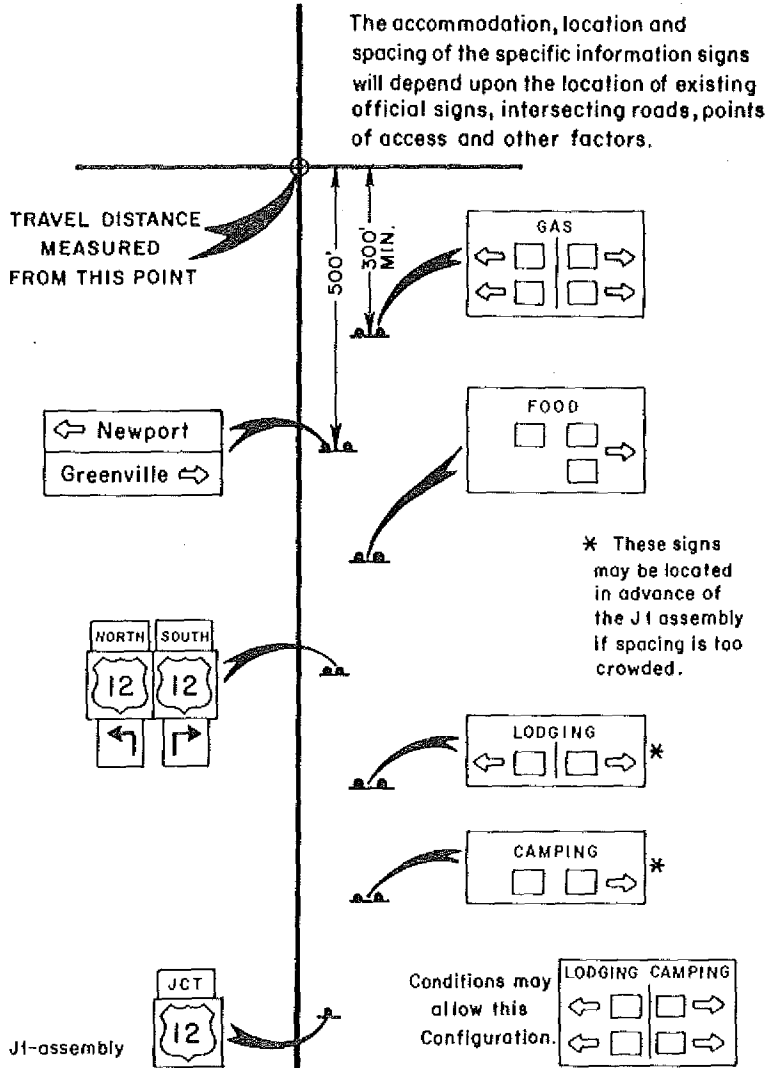 The accommodation, location and
spacing of the specific information signs
will depend upon the location of existing
official signs, intersecting roads, points
of access and other factors.
TRAVEL DISTANCE
MEASURED
FROM THIS POINT
500'
300'
MIN.
GAS
Newport
Greenville
FOOD
* These signs
may be located
in advance of
the J1 assembly
if spacing is too
crowded.
NORTH SOUTH
12 12
LODGING *
CAMPING *
JCT
12
J1-assembly
Conditions may
allow this
Configuration.
LODGING CAMPING